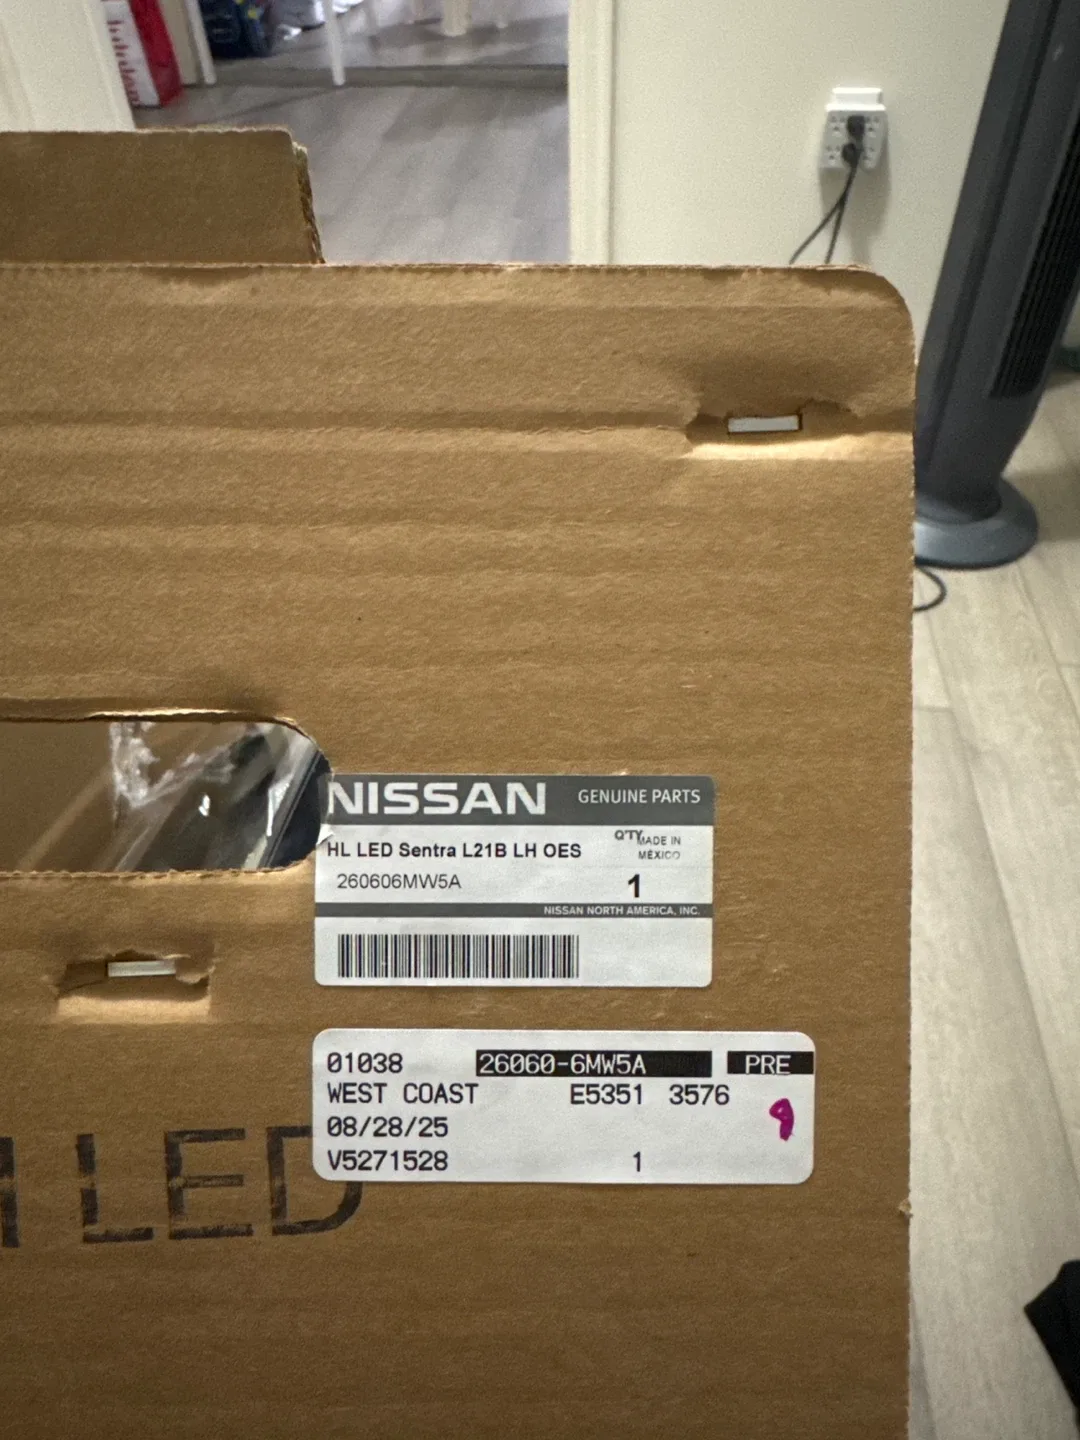 NISSAN GENUINE PARTS
HL LED Sentra L21B LH OES
Q'TY MADE IN
MÉXICO
260606MW5A 1
NISSAN NORTH AMERICA, INC.
01038 26060-6MW5A PRE
WEST COAST E5351 3576
9
08/28/25
V5271528 1
LED